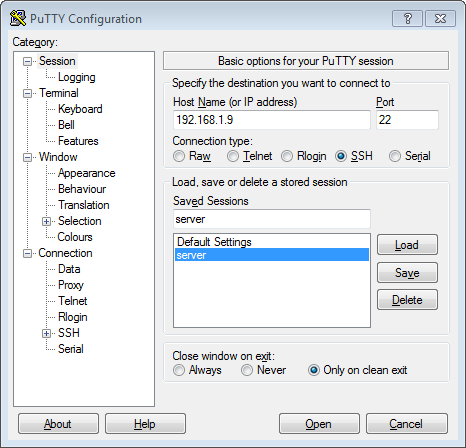 PuTTY Configuration
?
Category:
Session
Logging
Terminal
Keyboard
Bell
Features
Window
Appearance
Behaviour
Translation
Selection
Colours
Connection
Data
Proxy
Telnet
Rlogin
SSH
Serial
Basic options for your PuTTY session
Specify the destination you want to connect to
Host Name (or IP address) Port
192.168.1.9 22
Connection type:
Raw Telnet Rlogin SSH Serial
Load, save or delete a stored session
Saved Sessions
server
Default Settings
server
Load
Save
Delete
Close window on exit:
Always Never Only on clean exit
About Help Open Cancel